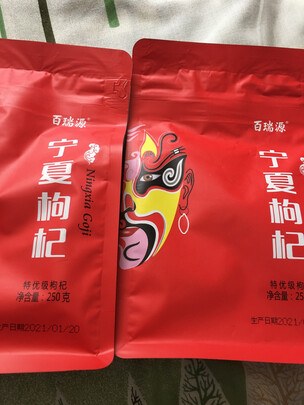 百瑞源
宁夏枸杞
Ningxia Goji
特优级枸杞
净含量：250克
生产日期2021/01/20
百瑞源
宁夏枸杞
特优级枸杞
净含量：25
生产日期2021/